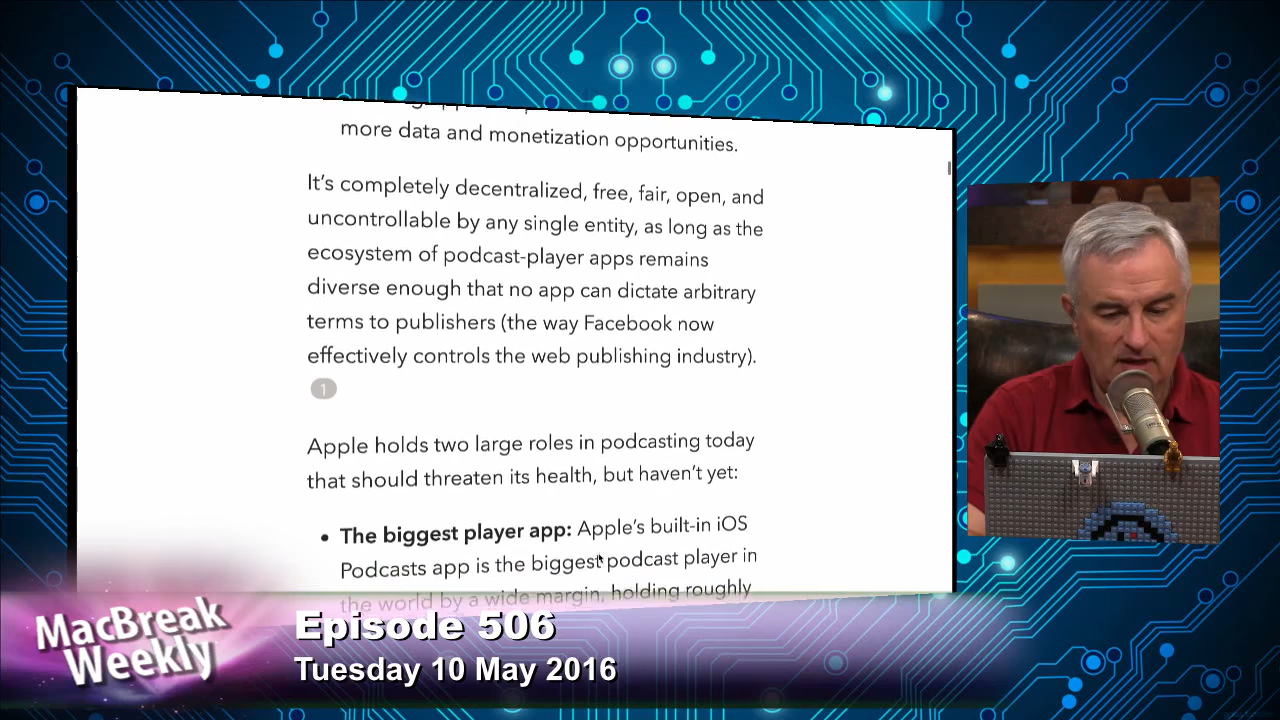 more data and monetization opportunities.
It's completely decentralized, free, fair, open, and
uncontrollable by any single entity, as long as the
ecosystem of podcast-player apps remains
diverse enough that no app can dictate arbitrary
terms to publishers (the way Facebook now
effectively controls the web publishing industry).
1
Apple holds two large roles in podcasting today
that should threaten its health, but haven't yet:
• The biggest player app: Apple's built-in iOS
Podcasts app is the biggest podcast player in
the world by a wide margin, holding roughly
MacBreak
Weekly
Episode 506
Tuesday 10 May 2016